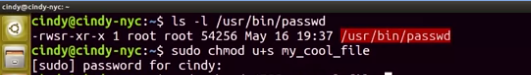 cindy@cindy-nyc: ~
cindy@cindy-nyc:~$ ls -l /usr/bin/passwd
-rwsr-xr-x 1 root root 54256 May 16 19:37 /usr/bin/passwd
cindy@cindy-nyc:~$ sudo chmod u+s my_cool_file
[sudo] password for cindy: